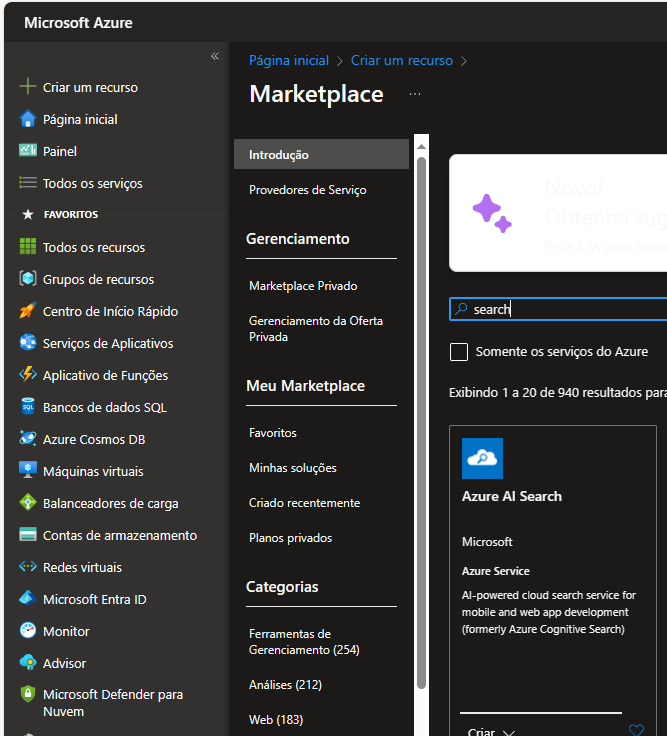 Microsoft Azure
«
Criar um recurso
Página inicial
Painel
Todos os serviços
FAVORITOS
Todos os recursos
Grupos de recursos
Centro de Início Rápido
Serviços de Aplicativos
Aplicativo de Funções
Bancos de dados SQL
Azure Cosmos DB
Máquinas virtuais
Balanceadores de carga
Contas de armazenamento
Redes virtuais
Microsoft Entra ID
Monitor
Advisor
Microsoft Defender para
Nuvem
Página inicial > Criar um recurso >
Marketplace ...
Introdução
Provedores de Serviço
Gerenciamento
Marketplace Privado
Gerenciamento da Oferta
Privada
Meu Marketplace
Favoritos
Minhas soluções
Criado recentemente
Planos privados
Categorias
Ferramentas de
Gerenciamento (254)
Análises (212)
Web (183)
Novo!
Obtenha sug
Peça à IA para suger
search
Somente os serviços do Azure
Exibindo 1 a 20 de 940 resultados para
Azure AI Search
Microsoft
Azure Service
AI-powered cloud search service for
mobile and web app development
(formerly Azure Cognitive Search)
Criar